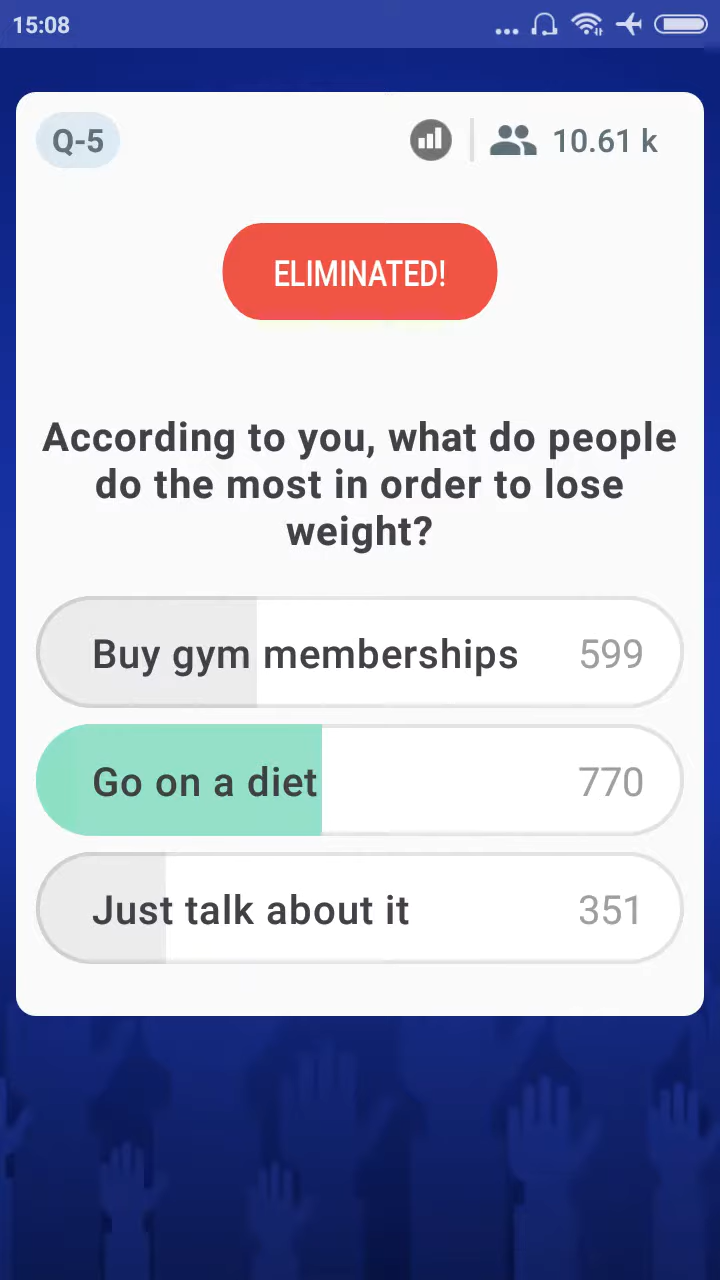 15:08
Q-5
10.61 k
ELIMINATED!
According to you, what do people
do the most in order to lose
weight?
Buy gym memberships 599
Go on a diet 770
Just talk about it 351